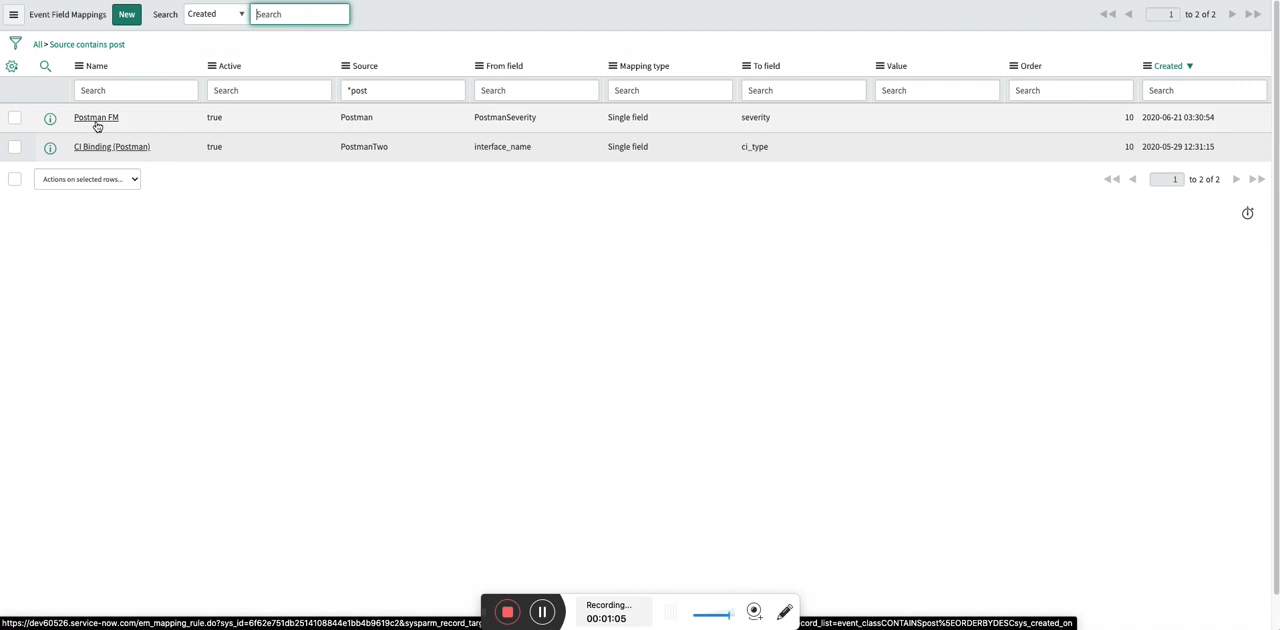 Event Field Mappings New Search Created Search 1 to 2 of 2
All > Source contains post
Name Active Source From field Mapping type To field Value Order Created
Search Search *post Search Search Search Search Search Search
Postman FM true Postman PostmanSeverity Single field severity 10 2020-06-21 03:30:54
CI Binding (Postman) true PostmanTwo interface_name Single field ci_type 10 2020-05-29 12:31:15
Actions on selected rows... 1 to 2 of 2
Recording...
00:01:05
https://dev60526.service-now.com/em_mapping_rule.do?sys_id=6f62e751db2514108844e1bb4b9619c2&sysparm_record_targ cord_list=event_classCONTAINSpost%5EORDERBYDESCsys_created_on